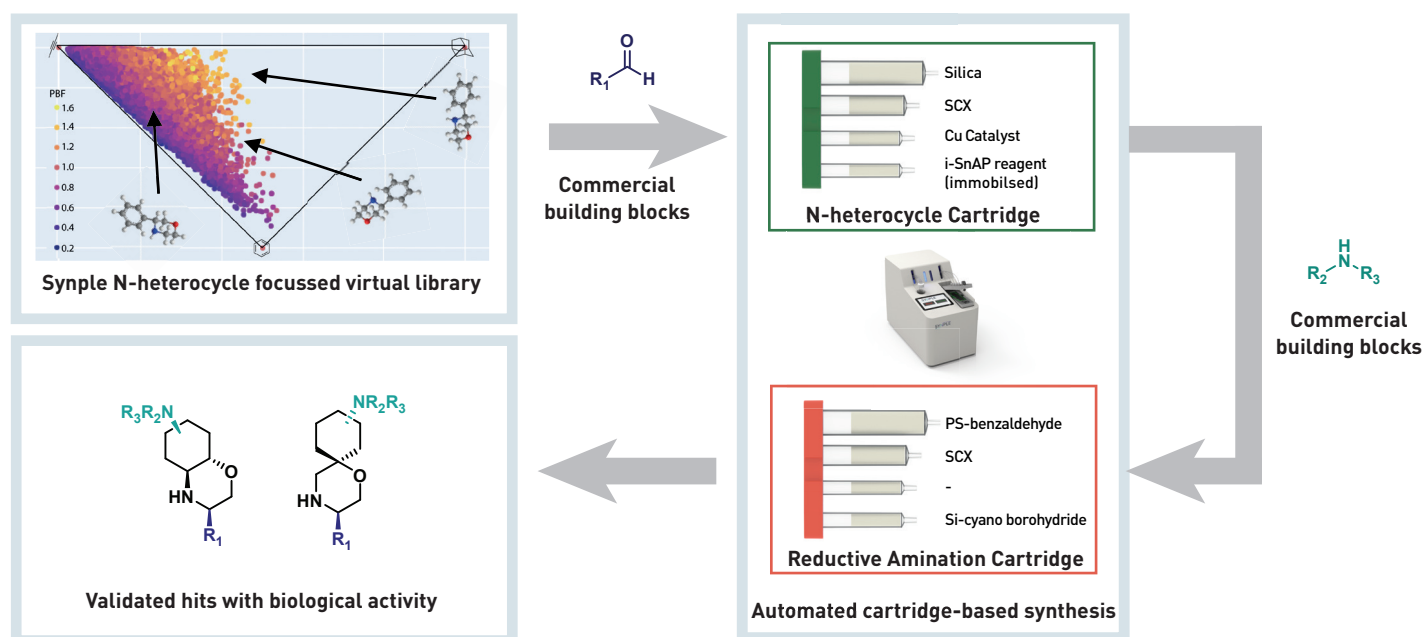 PBF
1.6
1.4
1.2
1.0
0.8
0.6
0.4
0.2
Synple N-heterocycle focussed virtual library
O
R1
H
Commercial
building blocks
Silica
SCX
Cu Catalyst
i-SnAP reagent
(immobilsed)
N-heterocycle Cartridge
H
N
R2
R3
Commercial
building blocks
PS-benzaldehyde
SCX
-
Si-cyano borohydride
Reductive Amination Cartridge
Automated cartridge-based synthesis
R3R2N
O
HN
R1
NR2R3
O
HN
R1
Validated hits with biological activity